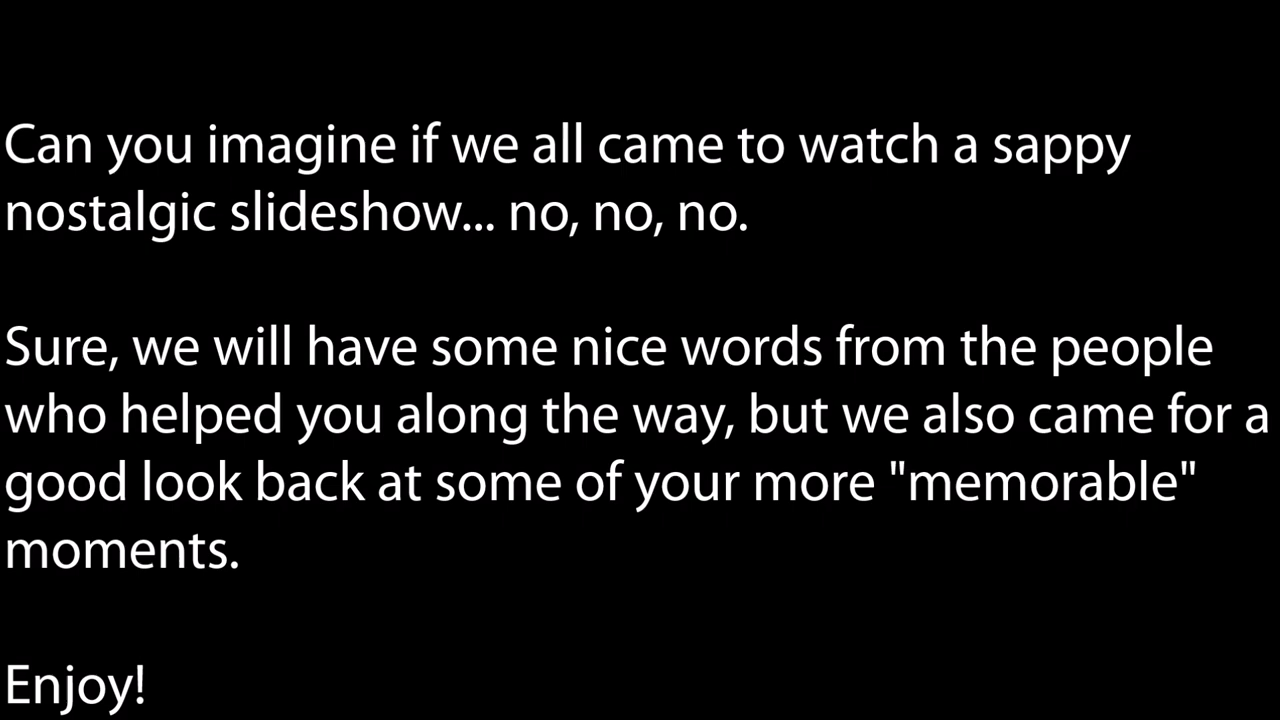 Can you imagine if we all came to watch a sappy
nostalgic slideshow... no, no, no.
Sure, we will have some nice words from the people
who helped you along the way, but we also came for a
good look back at some of your more "memorable"
moments.
Enjoy!